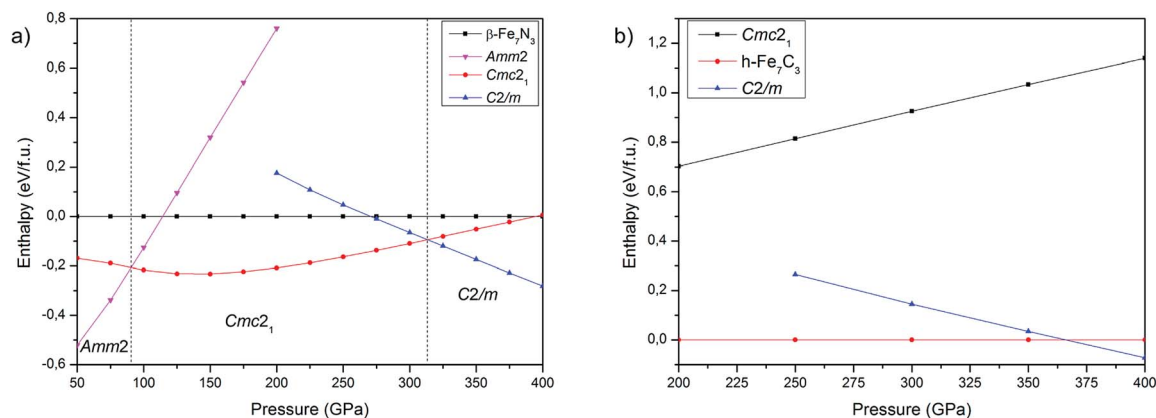 a)
β-Fe₇N₃
Amm2
Cmc2₁
C2/m
0,8
0,6
0,4
0,2
0,0
-0,2
-0,4
-0,6
Enthalpy (eV/f.u.)
Amm2
Cmc2₁
C2/m
50 100 150 200 250 300 350 400
Pressure (GPa)
b)
Cmc2₁
h-Fe₇C₃
C2/m
1,2
1,0
0,8
0,6
0,4
0,2
0,0
Enthalpy (eV/f.u.)
200 225 250 275 300 325 350 375 400
Pressure (GPa)